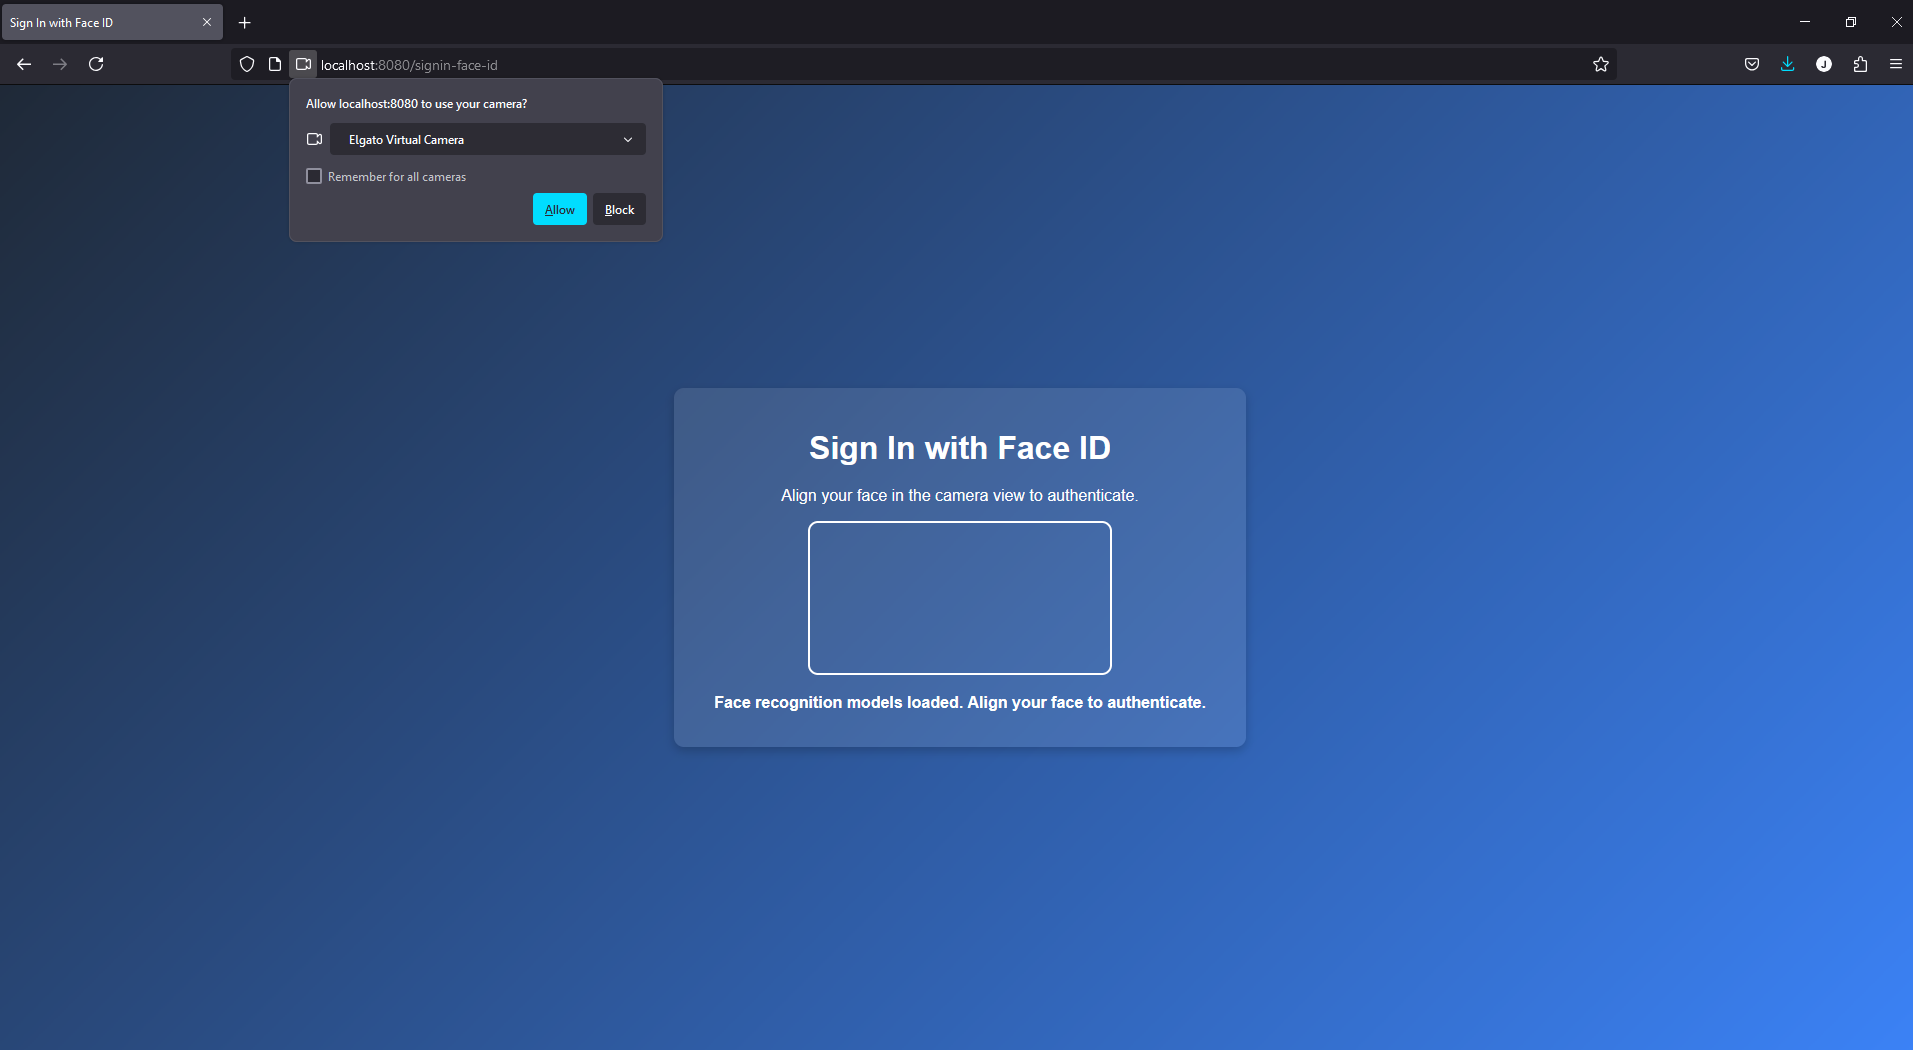 Sign In with Face ID
localhost:8080/signin-face-id
J
Allow localhost:8080 to use your camera?
Elgato Virtual Camera
Remember for all cameras
Allow Block
Sign In with Face ID
Align your face in the camera view to authenticate.
Face recognition models loaded. Align your face to authenticate.